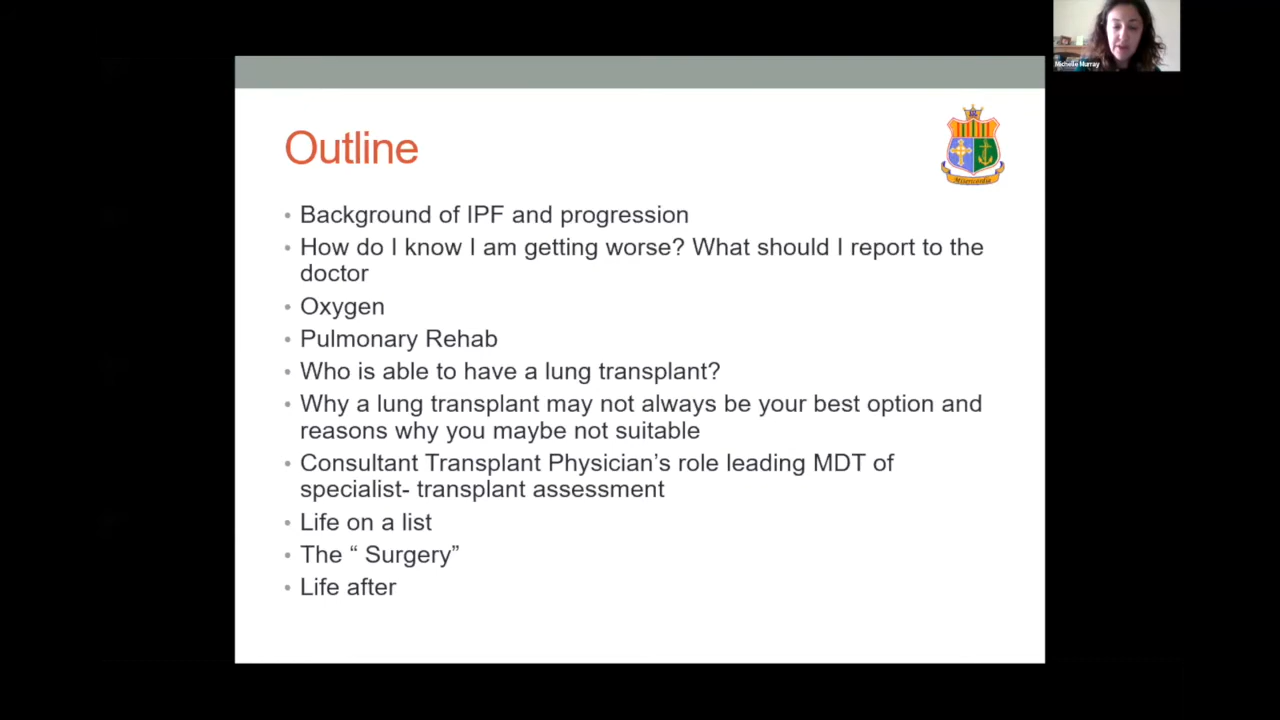 Michelle Murray
Outline
Misericordia
• Background of IPF and progression
• How do I know I am getting worse? What should I report to the
doctor
• Oxygen
• Pulmonary Rehab
• Who is able to have a lung transplant?
• Why a lung transplant may not always be your best option and
reasons why you maybe not suitable
• Consultant Transplant Physician’s role leading MDT of
specialist- transplant assessment
• Life on a list
• The “ Surgery”
• Life after